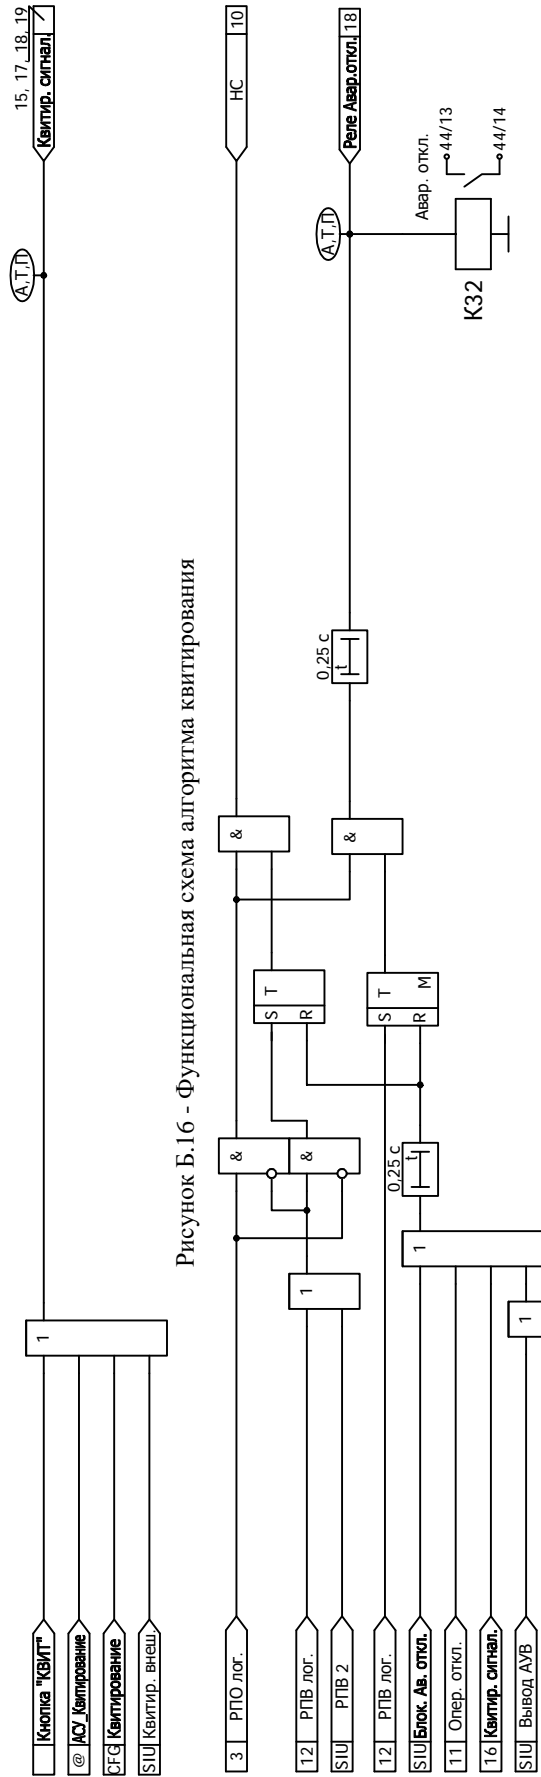 Кнопка "КВИТ"
@ АСУ_Квитирование
CFG Квитирование
SIU Квитир. внеш.
1
А,Т,П
15, 17, 18, 19
Квитир. сигнал.
Рисунок Б.16 - Функциональная схема алгоритма квитирования
3 РПО лог.
12 РПВ лог.
SIU РПВ 2
12 РПВ лог.
SIU Блок. Ав. откл.
11 Опер. откл.
16 Квитир. сигнал.
SIU Вывод АУВ
1
1
1
&
&
0,25 с
t
S T
R
S T
R M
&
&
0,25 с
t
НС 10
А,Т,П
Реле Авар.откл. 18
К32
Авар. откл.
44/13
44/14